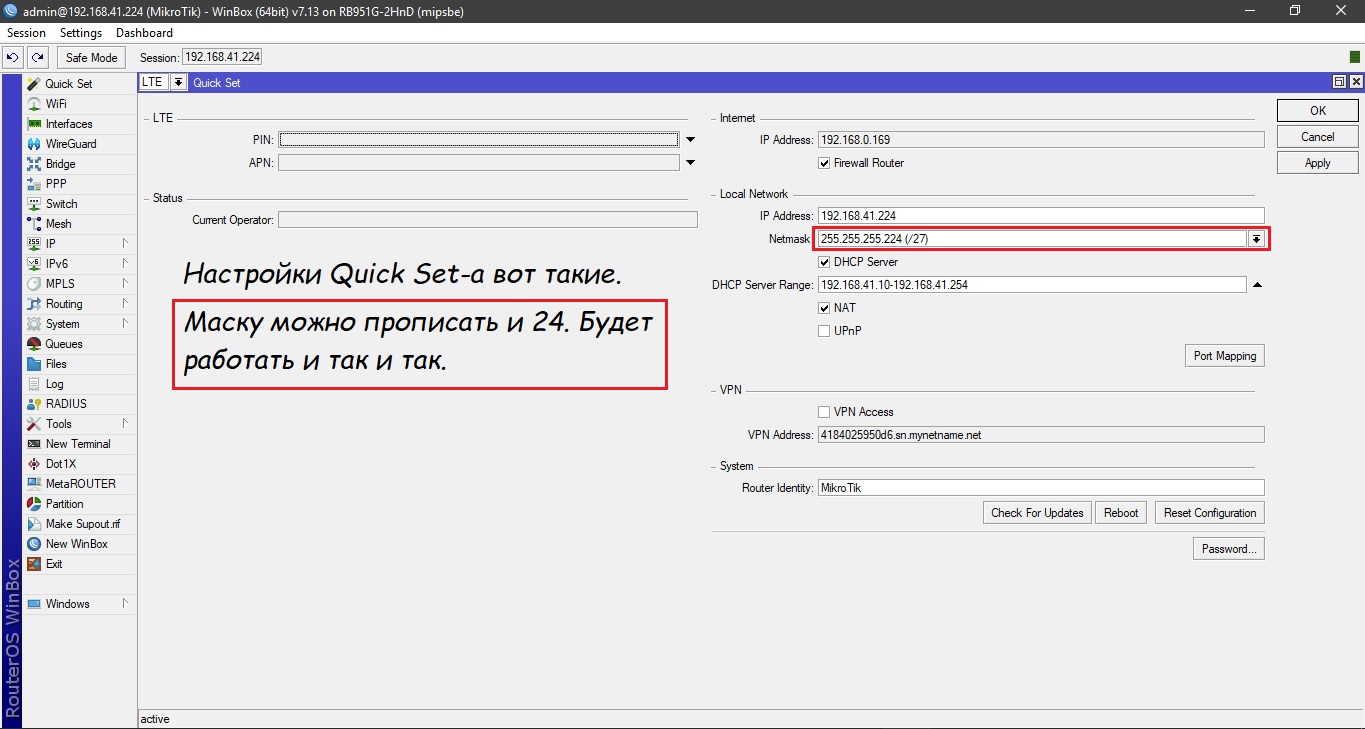 admin@192.168.41.224 (MikroTik) - WinBox (64bit) v7.13 on RB951G-2HnD (mipsbe)
Session Settings Dashboard
Safe Mode Session: 192.168.41.224
LTE Quick Set
Quick Set
WiFi
Interfaces
WireGuard
Bridge
PPP
Switch
Mesh
IP
IPv6
MPLS
Routing
System
Queues
Files
Log
RADIUS
Tools
New Terminal
Dot1X
MetaROUTER
Partition
Make Supout.rif
New WinBox
Exit
Windows
RouterOS WinBox
LTE
PIN:
APN:
Status
Current Operator:
Настройки Quick Set-а вот такие.
Маску можно прописать и 24. Будет
работать и так и так.
Internet
IP Address: 192.168.0.169
Firewall Router
Local Network
IP Address: 192.168.41.224
Netmask 255.255.255.224 (/27)
DHCP Server
DHCP Server Range: 192.168.41.10-192.168.41.254
NAT
UPnP
Port Mapping
VPN
VPN Access
VPN Address: 4184025950d6.sn.mynetname.net
System
Router Identity: MikroTik
Check For Updates Reboot Reset Configuration
Password...
OK
Cancel
Apply
active